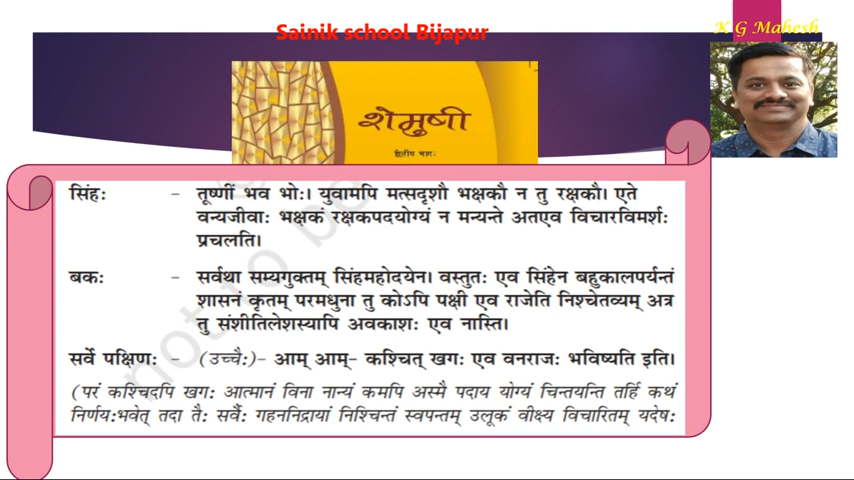 Sainik school Bijapur
K G Mahesh
शेमुषी
द्वितीय भागः
सिंहः - तूष्णीं भव भोः। युवामपि मत्सदृशौ भक्षकौ न तु रक्षकौ। एते
वन्यजीवाः भक्षकं रक्षकपदयोग्यं न मन्यन्ते अतएव विचारविमर्शः
प्रचलति।
बकः - सर्वथा सम्यगुक्तम् सिंहमहोदयेन। वस्तुतः एव सिंहेन बहुकालपर्यन्तं
शासनं कृतम् परमधुना तु कोऽपि पक्षी एव राजेति निश्चेतव्यम् अत्र
तु संशीतिलेशस्यापि अवकाशः एव नास्ति।
सर्वे पक्षिणः - (उच्चैः)- आम् आम्- कश्चित् खगः एव वनराजः भविष्यति इति।
(परं कश्चिदपि खगः आत्मानं विना नान्यं कमपि अस्मै पदाय योग्यं चिन्तयन्ति तर्हि कथं
निर्णयःभवेत् तदा तैः सर्वैः गहननिद्रायां निश्चिन्तं स्वपन्तम् उलूकं वीक्ष्य विचारितम् यदेषः
not to be